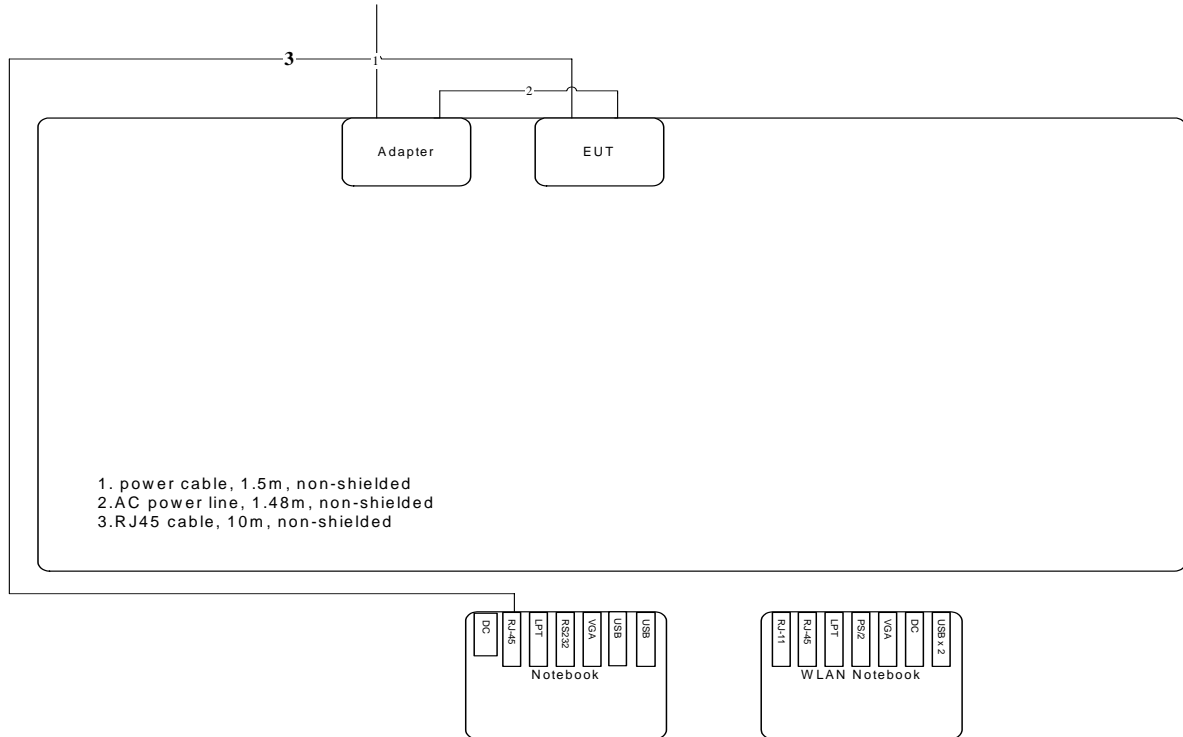 3
1
2
Adapter
EUT
1. power cable, 1.5m, non-shielded
2.AC power line, 1.48m, non-shielded
3.RJ45 cable, 10m, non-shielded
DC
RJ-45
LPT
RS232
VGA
USB
USB
Notebook
RJ-11
RJ-45
LPT
PS/2
VGA
DC
USB x 2
WLAN Notebook